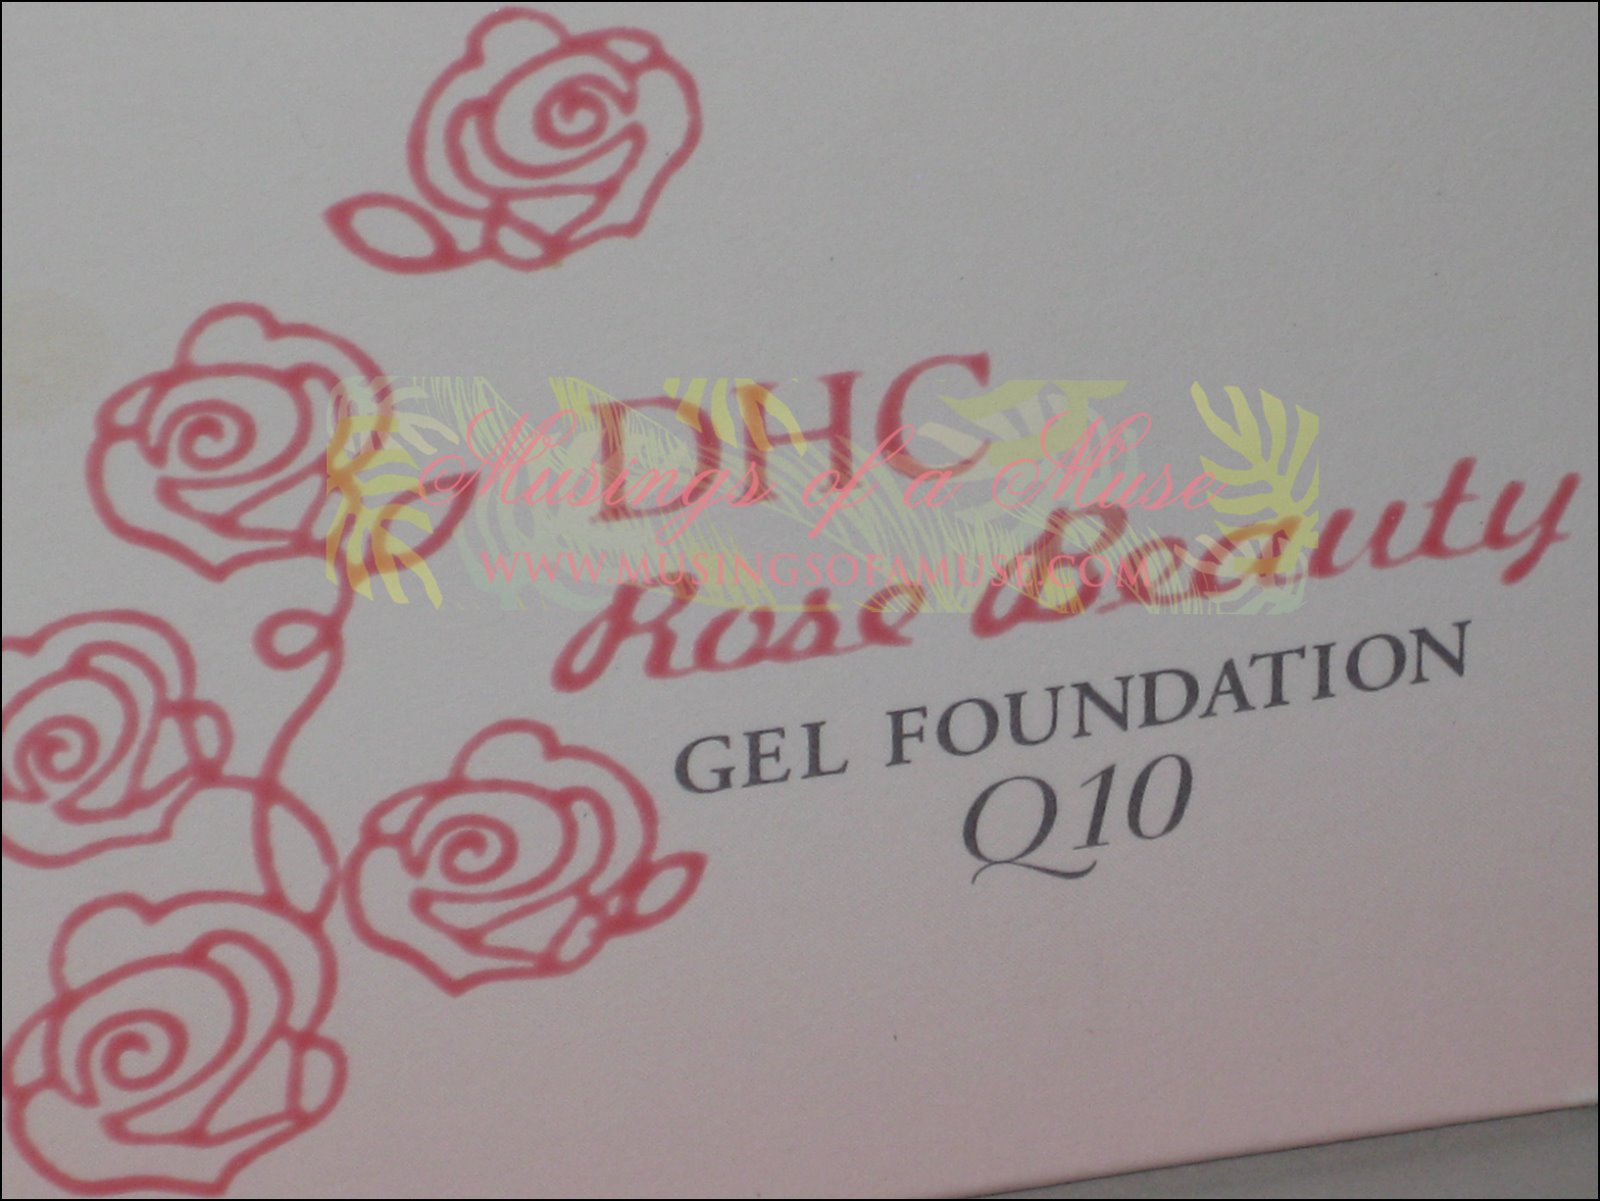 DHC
Musings of a Muse
WWW.MUSINGSOFAMUSE.COM
Rose Beauty
GEL FOUNDATION
Q10